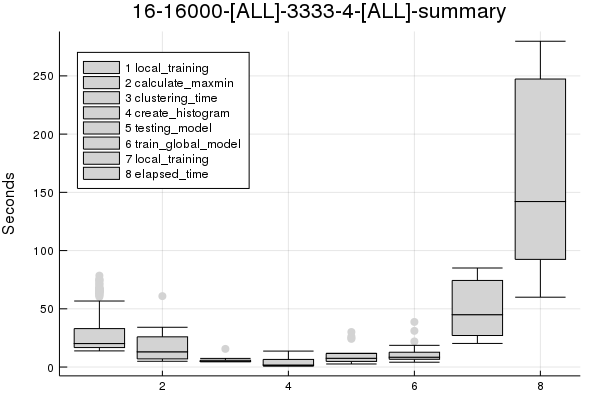 16-16000-[ALL]-3333-4-[ALL]-summary
250
200
150
100
50
0
Seconds
1 local_training
2 calculate_maxmin
3 clustering_time
4 create_histogram
5 testing_model
6 train_global_model
7 local_training
8 elapsed_time
2 4 6 8